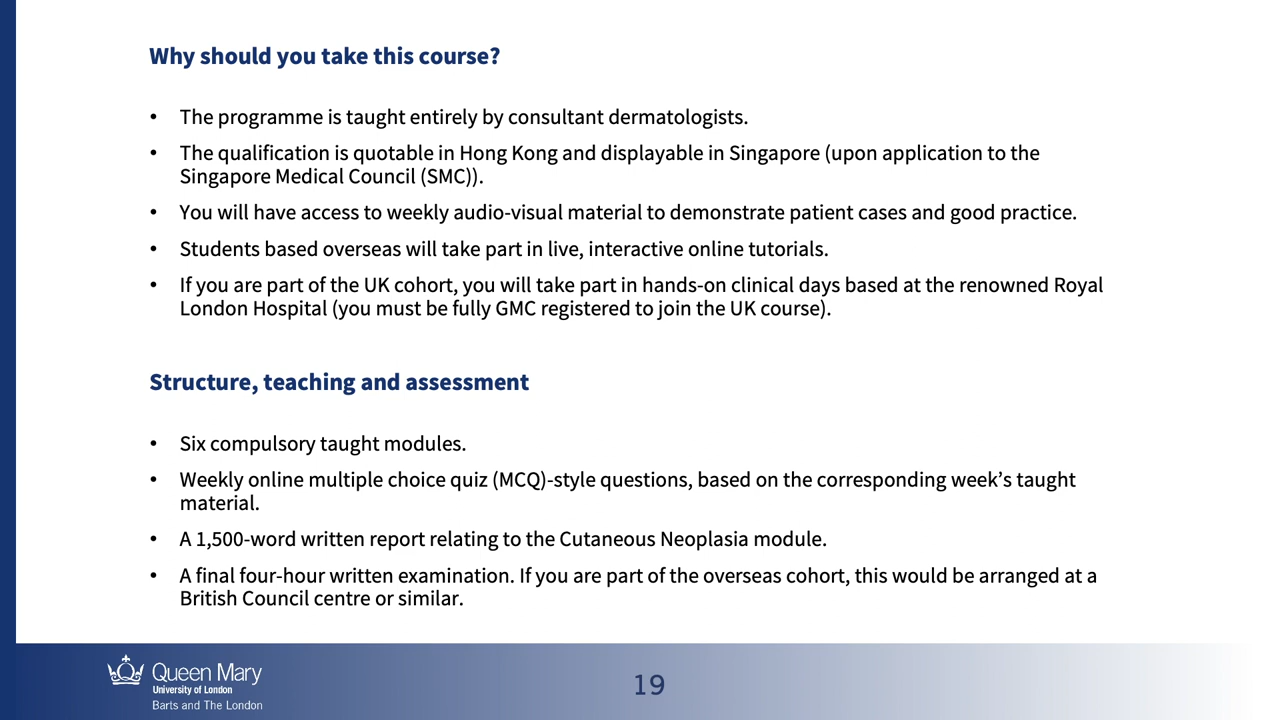 Why should you take this course?
• The programme is taught entirely by consultant dermatologists.
• The qualification is quotable in Hong Kong and displayable in Singapore (upon application to the
Singapore Medical Council (SMC)).
• You will have access to weekly audio-visual material to demonstrate patient cases and good practice.
• Students based overseas will take part in live, interactive online tutorials.
• If you are part of the UK cohort, you will take part in hands-on clinical days based at the renowned Royal
London Hospital (you must be fully GMC registered to join the UK course).
Structure, teaching and assessment
• Six compulsory taught modules.
• Weekly online multiple choice quiz (MCQ)-style questions, based on the corresponding week’s taught
material.
• A 1,500-word written report relating to the Cutaneous Neoplasia module.
• A final four-hour written examination. If you are part of the overseas cohort, this would be arranged at a
British Council centre or similar.
Queen Mary
University of London
Barts and The London
19